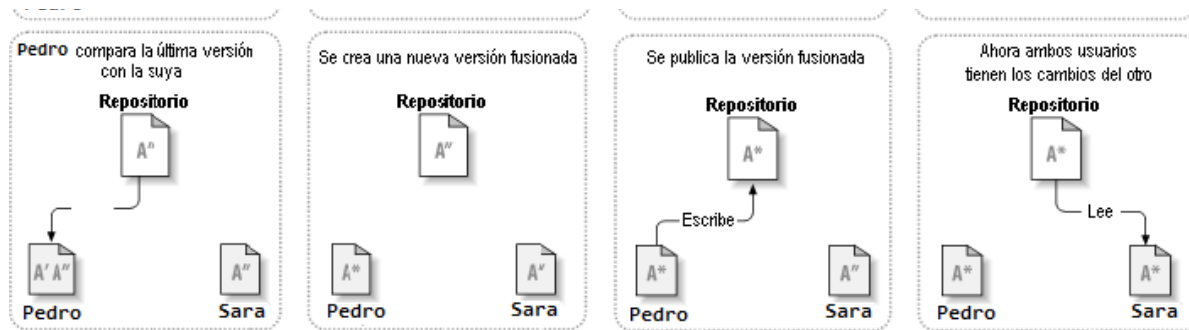 Pedro compara la última versión
con la suya
Repositorio
A"
A' A"
Pedro
Sara
A"
Se crea una nueva versión fusionada
Repositorio
A"
A*
Pedro
A"
Sara
Se publica la versión fusionada
Repositorio
A*
Escribe
A*
Pedro
A"
Sara
Ahora ambos usuarios
tienen los cambios del otro
Repositorio
A*
Lee
A*
Pedro
A*
Sara